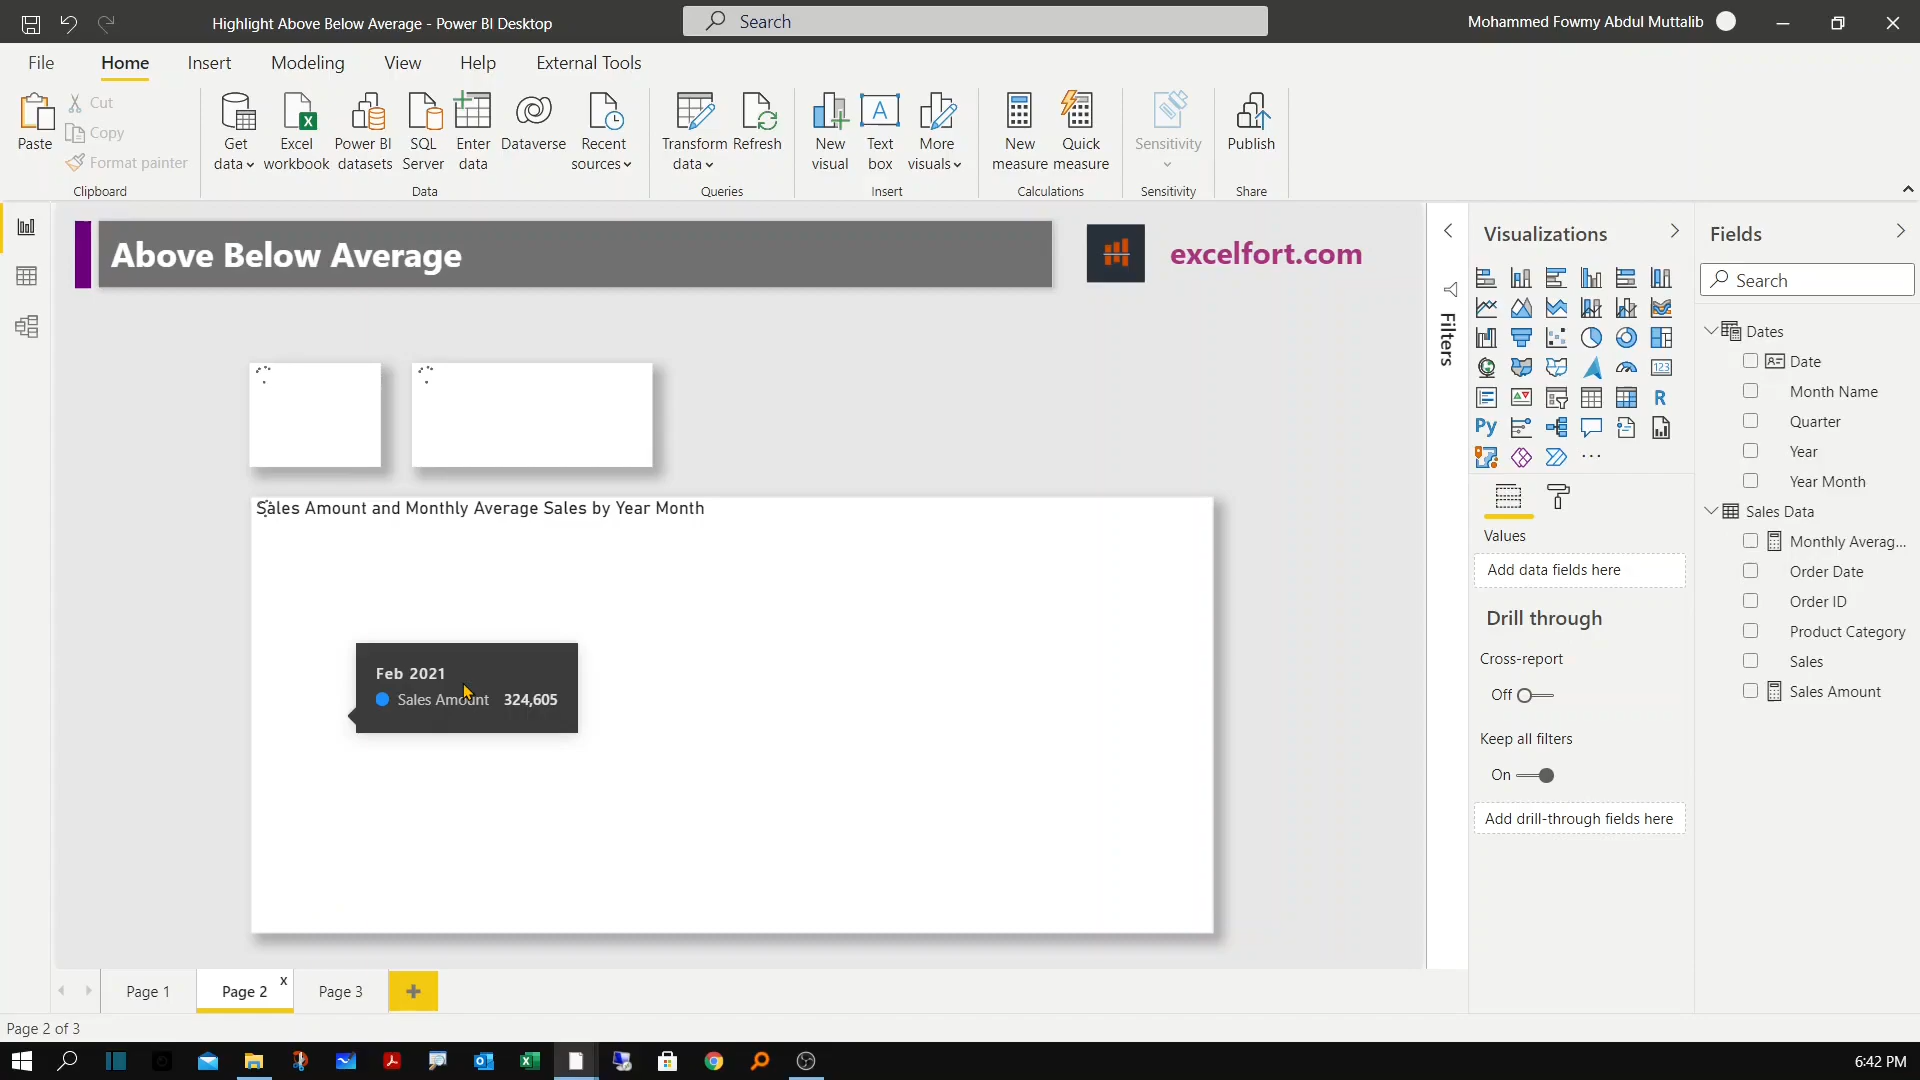 Highlight Above Below Average - Power BI Desktop
Search
Mohammed Fowmy Abdul Muttalib
File
Home
Insert
Modeling
View
Help
External Tools
Paste
Cut
Copy
Format painter
Clipboard
Get data
Excel workbook
Power BI datasets
SQL Server
Enter data
Dataverse
Recent sources
Data
Transform data
Refresh
Queries
New visual
Text box
More visuals
Insert
New measure
Quick measure
Calculations
Sensitivity
Sensitivity
Publish
Share
Above Below Average
excelfort.com
Sales Amount and Monthly Average Sales by Year Month
Feb 2021
Sales Amount 324,605
Filters
Visualizations
123
R
Py
Values
Add data fields here
Drill through
Cross-report
Off
Keep all filters
On
Add drill-through fields here
Fields
Search
Dates
Date
Month Name
Quarter
Year
Year Month
Sales Data
Monthly Averag...
Order Date
Order ID
Product Category
Sales
Sales Amount
Page 1
Page 2
x
Page 3
Page 2 of 3
6:42 PM